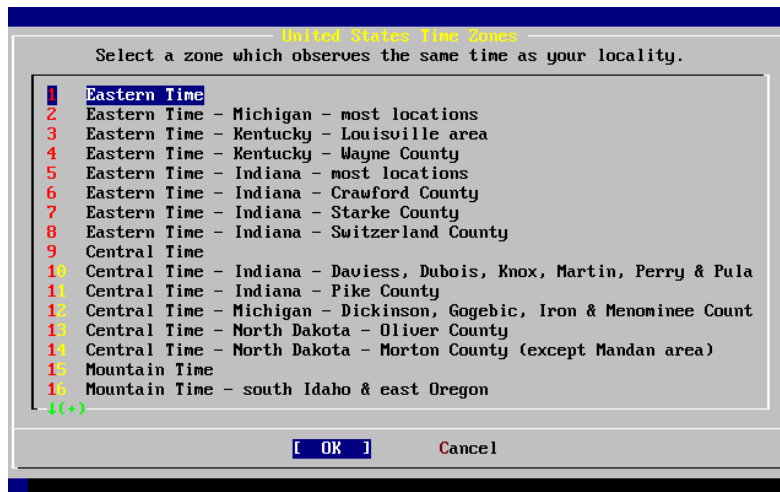 United States Time Zones
Select a zone which observes the same time as your locality.
1 Eastern Time
2 Eastern Time - Michigan - most locations
3 Eastern Time - Kentucky - Louisville area
4 Eastern Time - Kentucky - Wayne County
5 Eastern Time - Indiana - most locations
6 Eastern Time - Indiana - Crawford County
7 Eastern Time - Indiana - Starke County
8 Eastern Time - Indiana - Switzerland County
9 Central Time
10 Central Time - Indiana - Daviess, Dubois, Knox, Martin, Perry & Pula
11 Central Time - Indiana - Pike County
12 Central Time - Michigan - Dickinson, Gogebic, Iron & Menominee Count
13 Central Time - North Dakota - Oliver County
14 Central Time - North Dakota - Morton County (except Mandan area)
15 Mountain Time
16 Mountain Time - south Idaho & east Oregon
↓(+)
[ OK ] Cancel